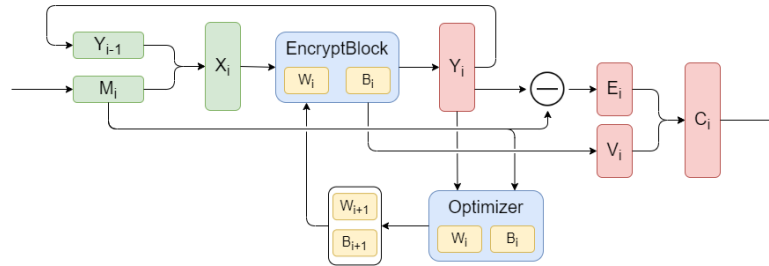 Y_{i-1}
M_i
X_i
EncryptBlock
W_i
B_i
Y_i
E_i
V_i
C_i
W_{i+1}
B_{i+1}
Optimizer
W_i
B_i